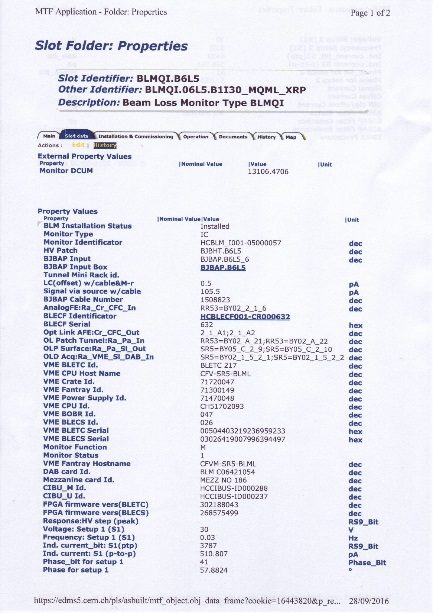 MTF Application - Folder: Properties
Page 1 of 2
Slot Folder: Properties
Slot Identifier: BLMQI.B6L5
Other Identifier: BLMQI.06L5.B1I30_MQML_XRP
Description: Beam Loss Monitor Type BLMQI
Main Slot data Installation & Commissioning Operation Documents History Map
Actions : History
External Property Values
Property |Nominal Value |Value |Unit
Monitor DCUM 13106.4706
Property Values
Property |Nominal Value|Value |Unit
BLM Installation Status Installed
Monitor Type IC
Monitor Identificator HCBLM_I001-05000057 dec
HV Patch BJBHT.B6L5 dec
BJBAP Input BJBAP.B6L5_6 dec
BJBAP Input Box BJBAP.B6L5
Tunnel Mini Rack id.
LC(offset) w/cable&M-r 0.5 pA
Signal via source w/cable 105.5 pA
BJBAP Cable Number 1508823 dec
AnalogFE:Ra_Cr_CFC_In RR53=BY02_2_1_6 dec
BLECF Identificator HCBLECF001-CR000632
BLECF Serial 632 hex
Opt Link AFE:Cr_CFC_Out 2_1_A1;2_1_A2 dec
OL Patch Tunnel:Ra_Pa_In RR53=BY02_A_21;RR53=BY02_A_22 dec
OLP Surface:Ra_Pa_Sl_Out SR5=BY05_C_2_9;SR5=BY05_C_2_10 dec
OLD Acq:Ra_VME_Sl_DAB_In SR5=BY02_1_5_2_1;SR5=BY02_1_5_2_2 dec
VME BLETC Id. BLETC 217 dec
VME CPU Host Name CFV-SR5-BLML dec
VME Crate Id. 71720047 dec
VME Fantray Id. 71300149 dec
VME Power Supply Id. 71470048 dec
VME CPU Id. CH51702093 dec
VME BOBR Id. 047 dec
VME BLECS Id. 026 dec
VME BLETC Serial 00504403219236959233 hex
VME BLECS Serial 03026419007996394497 hex
Monitor Function M
Monitor Status 1
VME Fantray Hostname CFVM-SR5-BLML dec
DAB card Id. BLM C06421054 dec
Mezzanine card Id. MEZZ NO 186 dec
CIBU_M Id. HCCIBUS-ID000288 dec
CIBU_U Id. HCCIBUS-ID000237 dec
FPGA firmware vers(BLETC) 302188043 dec
FPGA firmware vers(BLECS) 268575499 dec
Response:HV step (peak) RS9_Bit
Voltage: Setup 1 (S1) 30 V
Frequency: Setup 1 (S1) 0.03 Hz
Ind. current_bit: S1(ptp) 3787 RS9_Bit
Ind. current: S1 (p-to-p) 510.807 pA
Phase_bit for setup 1 41 Phase_Bit
Phase for setup 1 57.8824 °
https://edms5.cern.ch/pls/asbuilt/mtf_object.obj_data_frame?cookie=16443820&p_re... 28/09/2016